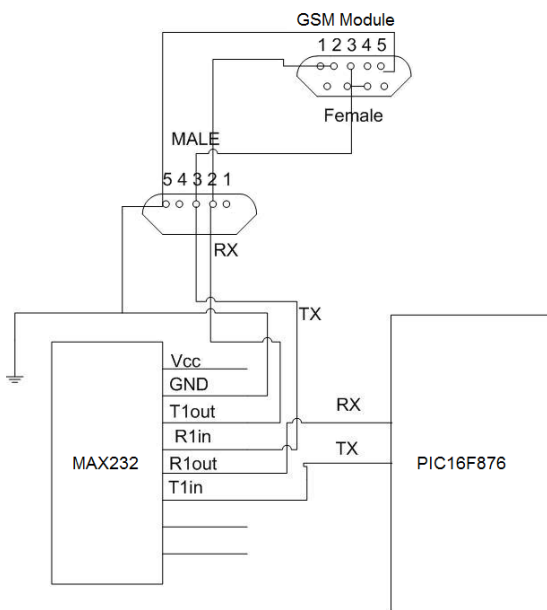 GSM Module
1 2 3 4 5
Female
MALE
5 4 3 2 1
RX
TX
Vcc
GND
T1out
RX
R1in
TX
MAX232
R1out
PIC16F876
T1in